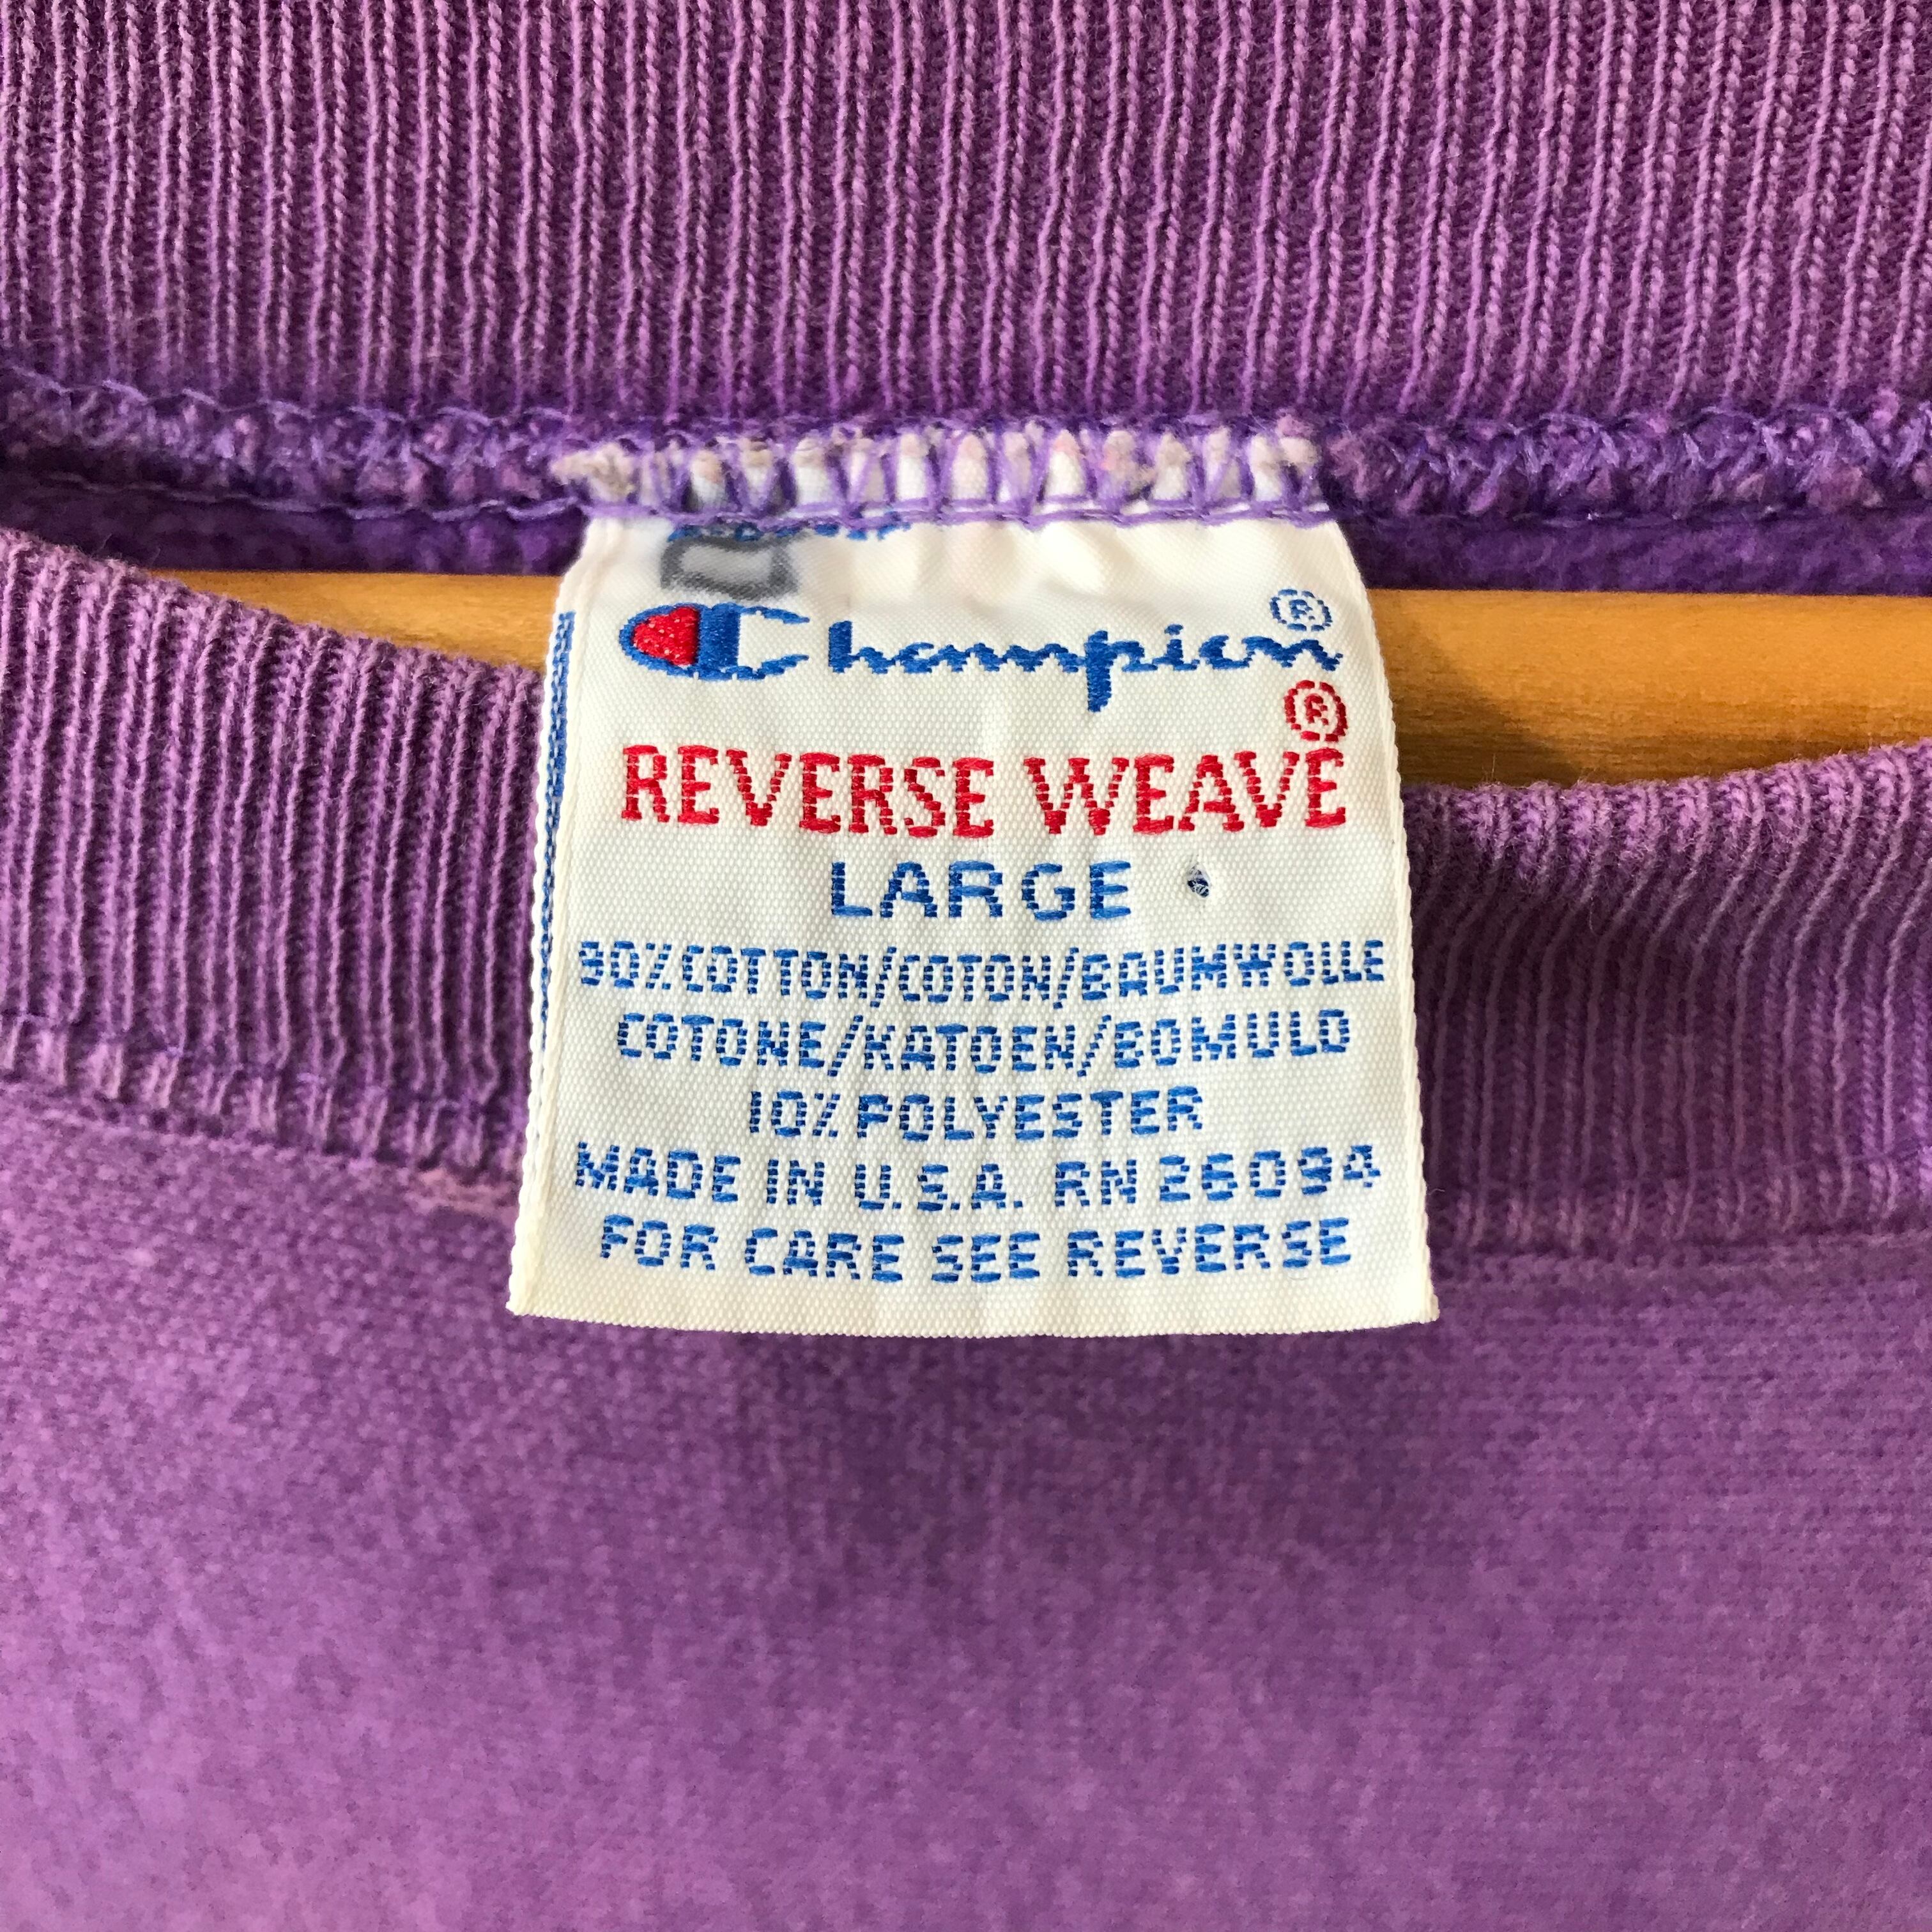 Champion®
REVERSE WEAVE®
LARGE
90% COTTON/COTON/BAUMWOLLE
COTONE/KATOEN/BOMULD
10% POLYESTER
MADE IN U.S.A. RN 26094
FOR CARE SEE REVERSE